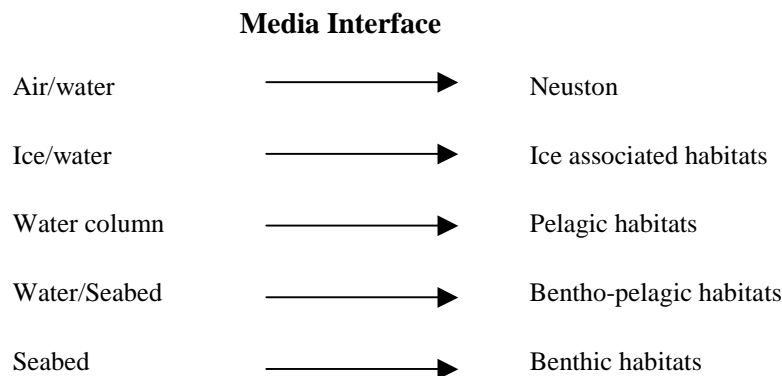 Media Interface
Air/water Neuston
Ice/water Ice associated habitats
Water column Pelagic habitats
Water/Seabed Bentho-pelagic habitats
Seabed Benthic habitats